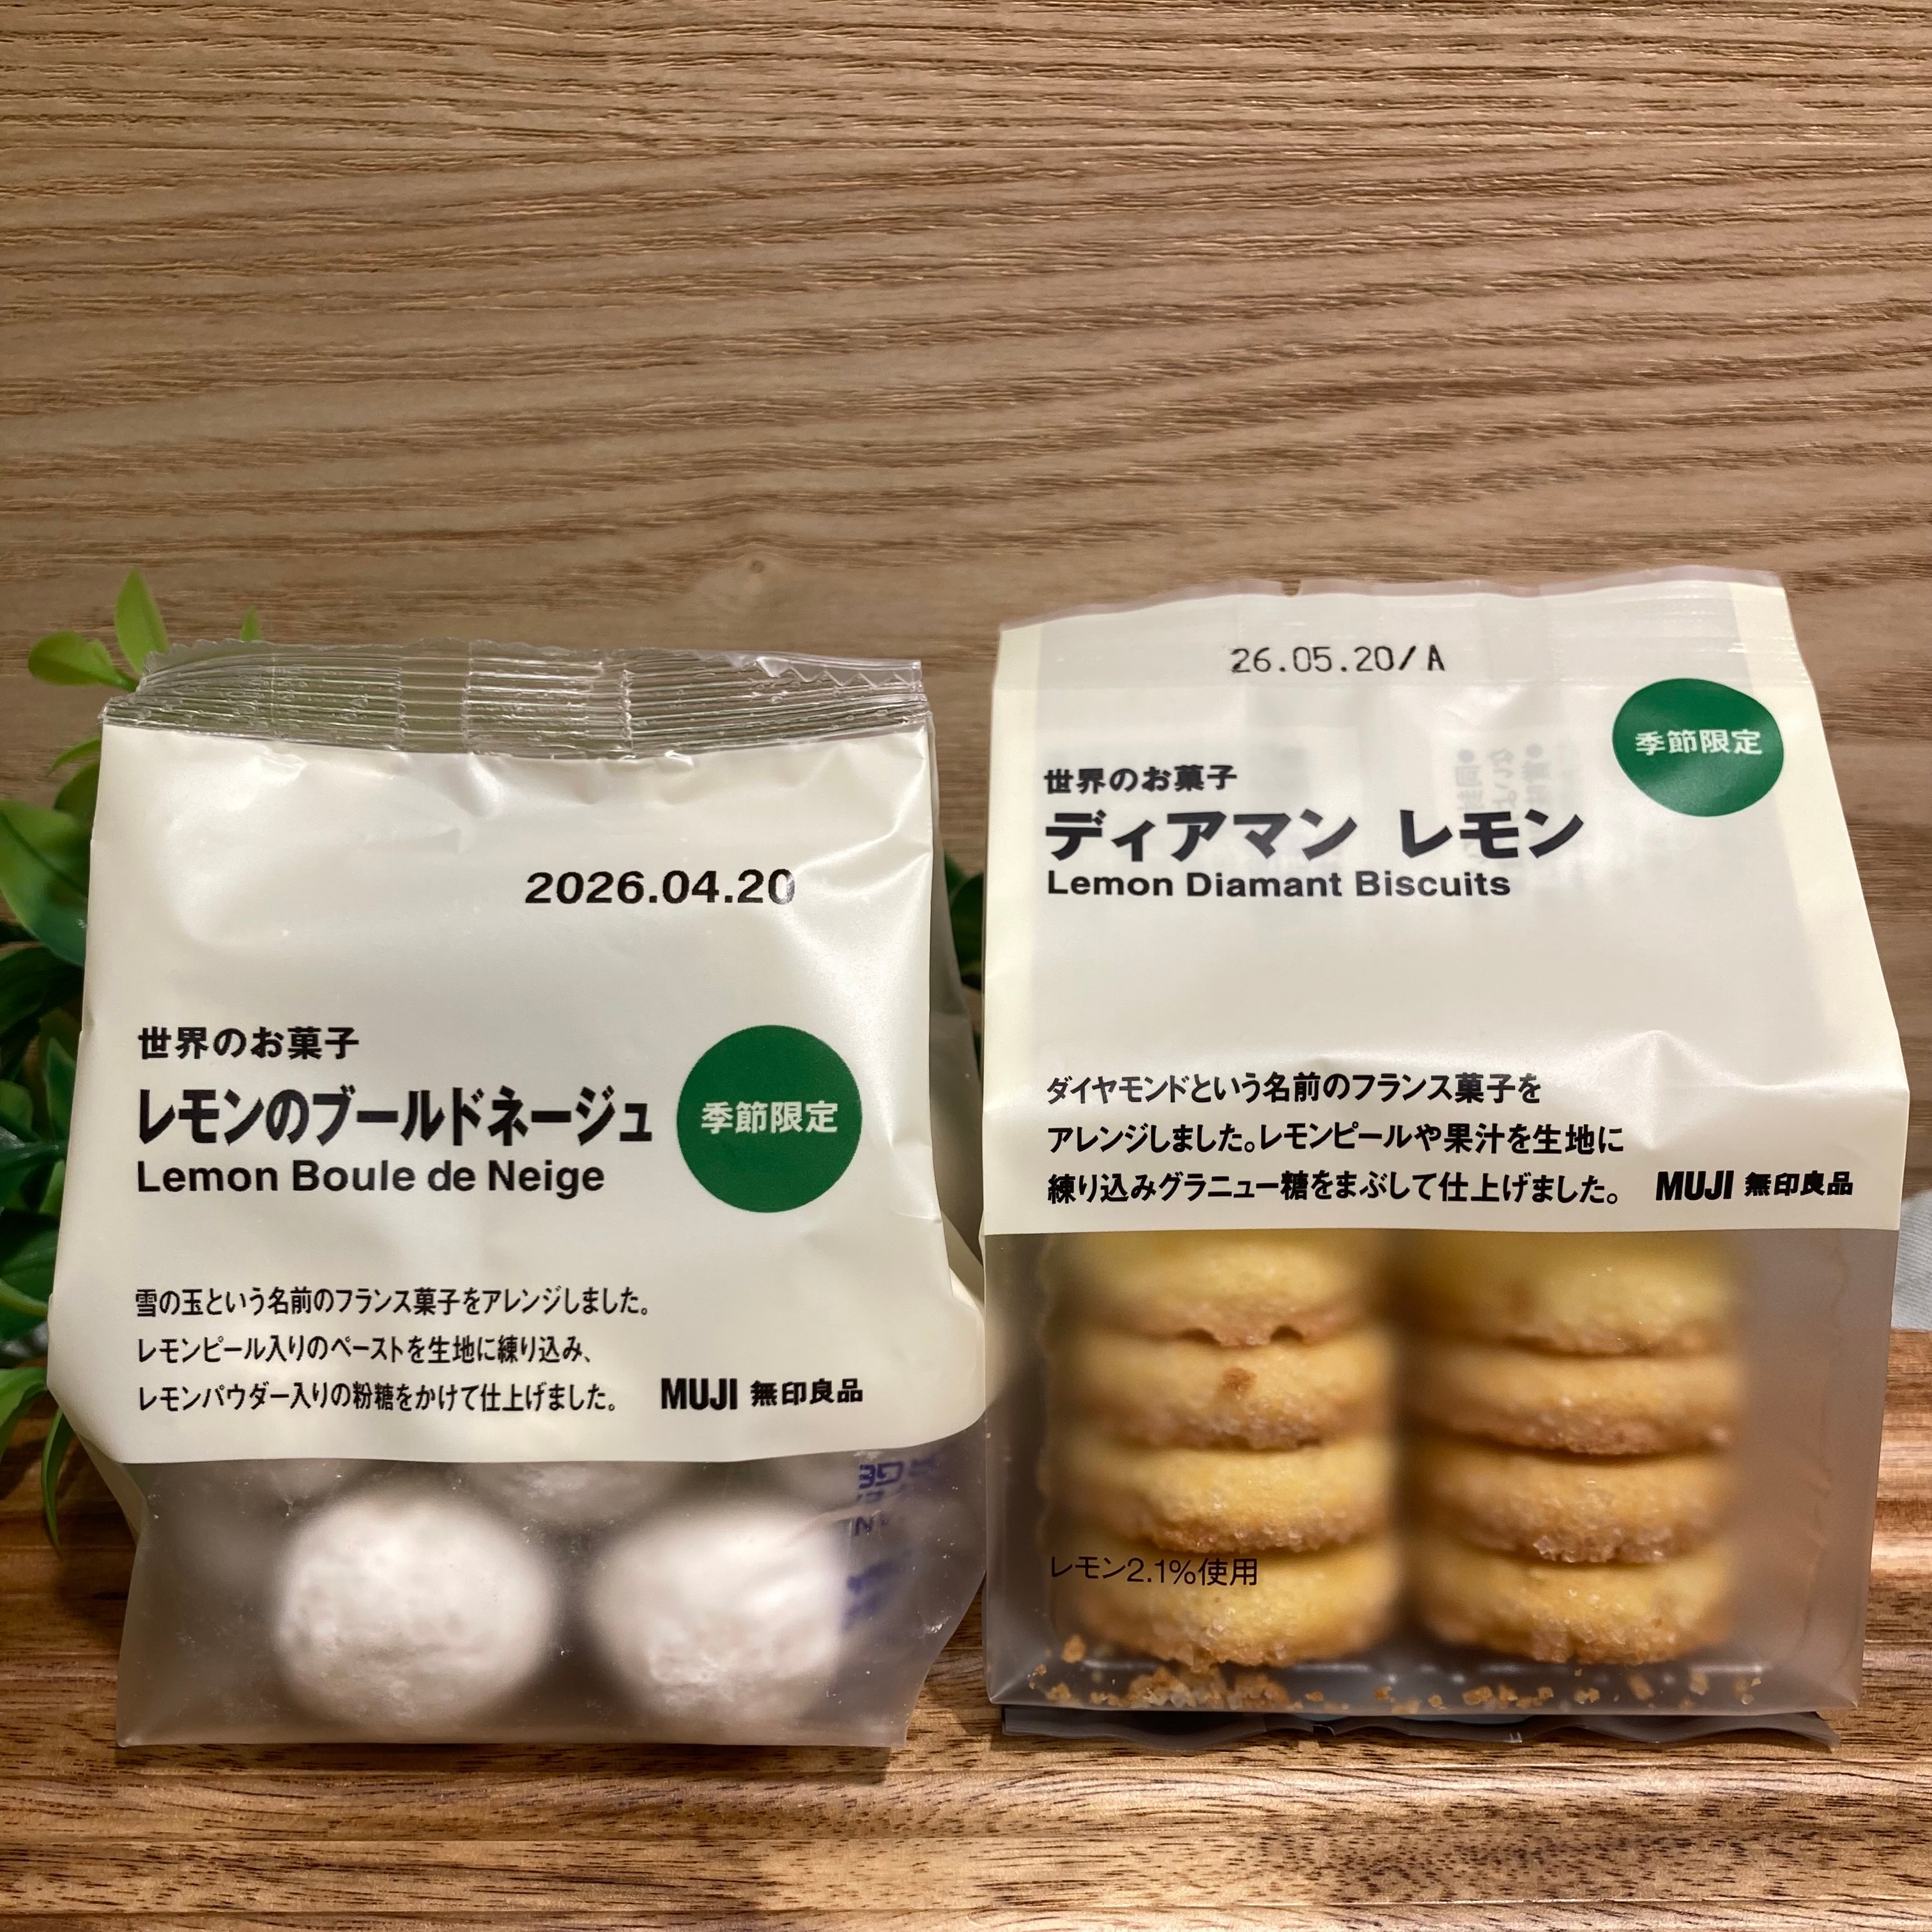 2026.04.20
世界のお菓子
レモンのブールドネージュ
Lemon Boule de Neige
季節限定
雪の玉という名前のフランス菓子をアレンジしました。
レモンピール入りのペーストを生地に練り込み、
レモンパウダー入りの粉糖をかけて仕上げました。
MUJI 無印良品
26.05.20/A
季節限定
世界のお菓子
ディアマン レモン
Lemon Diamant Biscuits
ダイヤモンドという名前のフランス菓子を
アレンジしました。レモンピールや果汁を生地に
練り込みグラニュー糖をまぶして仕上げました。
MUJI 無印良品
レモン2.1%使用